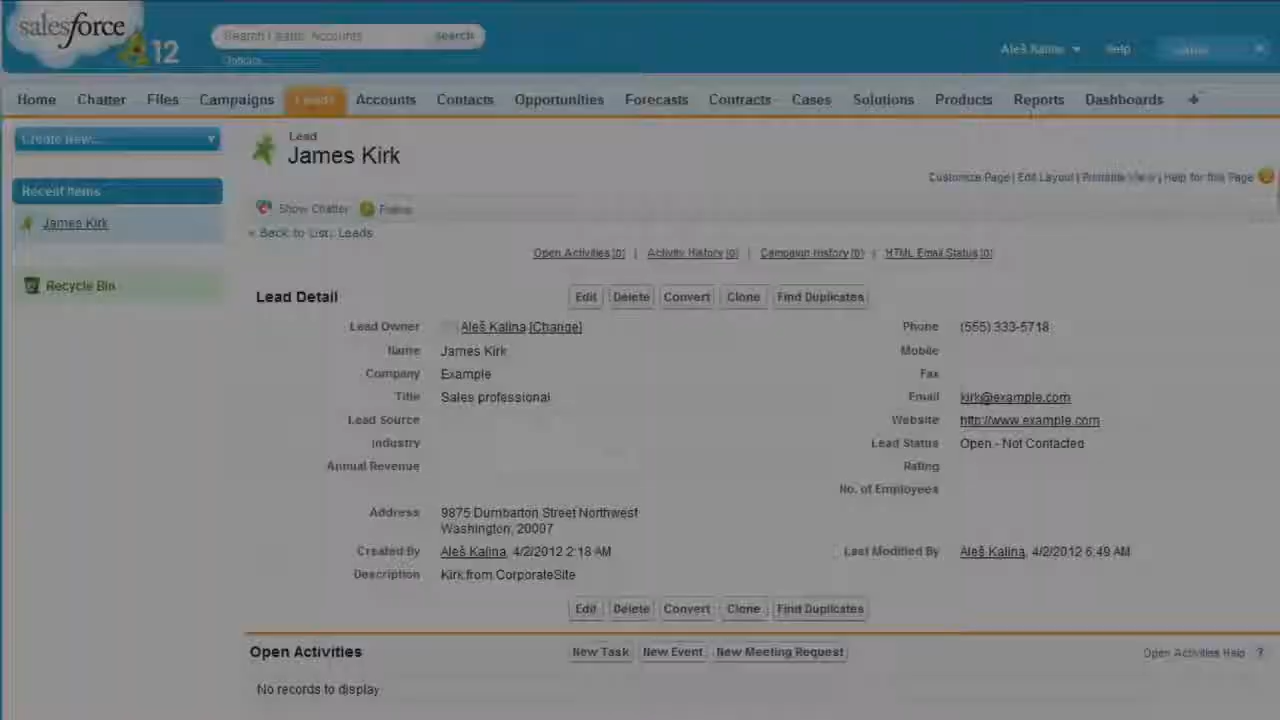 salesforce
12
Search Leads, Accounts
search
Options...
Aleš Kalina
Help
Home Chatter Files Campaigns Leads Accounts Contacts Opportunities Forecasts Contracts Cases Solutions Products Reports Dashboards +
Create New...
Recent Items
James Kirk
Recycle Bin
Lead
James Kirk
Customize Page | Edit Layout | Printable View | Help for this Page
Show Chatter Follow
« Back to List: Leads
Open Activities [0] | Activity History [0] | Campaign History [0] | HTML Email Status [0]
Lead Detail Edit Delete Convert Clone Find Duplicates
Lead Owner Aleš Kalina [Change] Phone (555) 333-5718
Name James Kirk Mobile
Company Example Fax
Title Sales professional Email kirk@example.com
Lead Source Website http://www.example.com
Industry Lead Status Open - Not Contacted
Annual Revenue Rating
No. of Employees
Address 9875 Dumbarton Street Northwest
Washington, 20007
Created By Aleš Kalina, 4/2/2012 2:18 AM Last Modified By Aleš Kalina, 4/2/2012 6:49 AM
Description Kirk from CorporateSite
Edit Delete Convert Clone Find Duplicates
Open Activities New Task New Event New Meeting Request Open Activities Help ?
No records to display